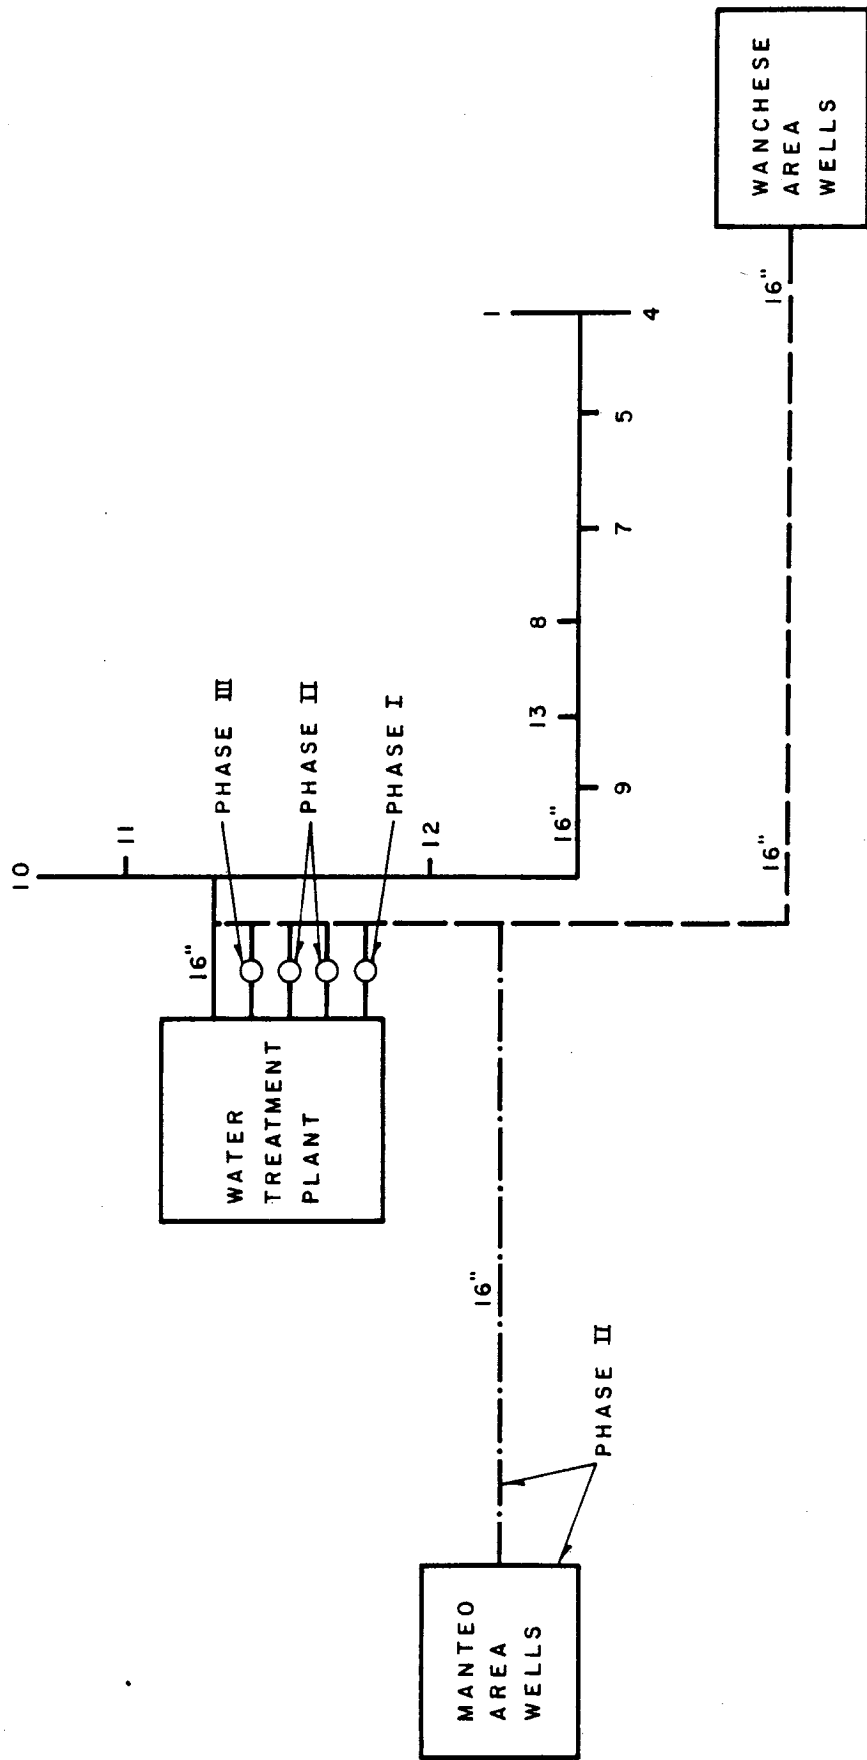 10
11
16"
PHASE III
PHASE II
PHASE I
12
WATER
TREATMENT
PLANT
16"
9
13
8
7
5
1
4
16"
PHASE II
MANTEO
AREA
WELLS
16"
16"
WANCHESE
AREA
WELLS